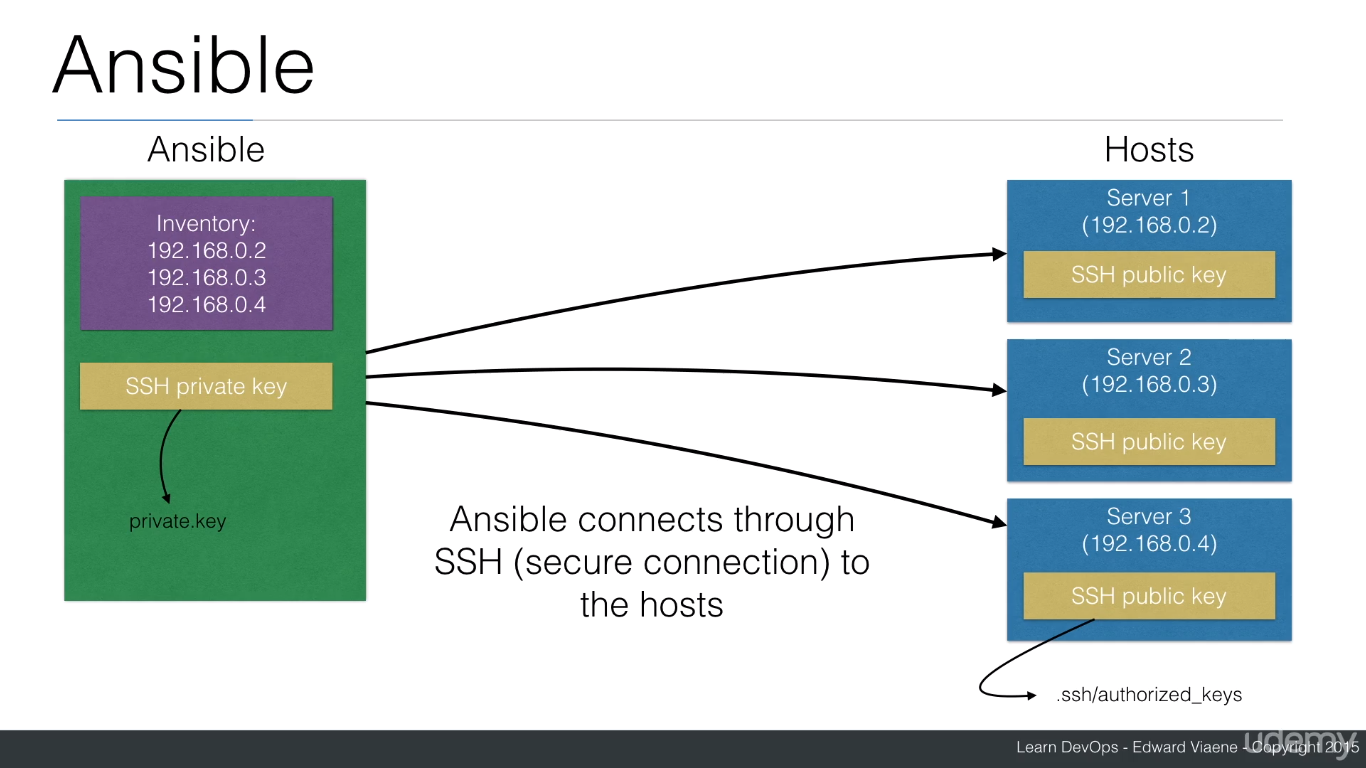 Ansible
Ansible
Inventory:
192.168.0.2
192.168.0.3
192.168.0.4
SSH private key
private.key
Ansible connects through
SSH (secure connection) to
the hosts
Hosts
Server 1
(192.168.0.2)
SSH public key
Server 2
(192.168.0.3)
SSH public key
Server 3
(192.168.0.4)
SSH public key
.ssh/authorized_keys
Learn DevOps - Edward Viaene - Copyright 2015
udemy